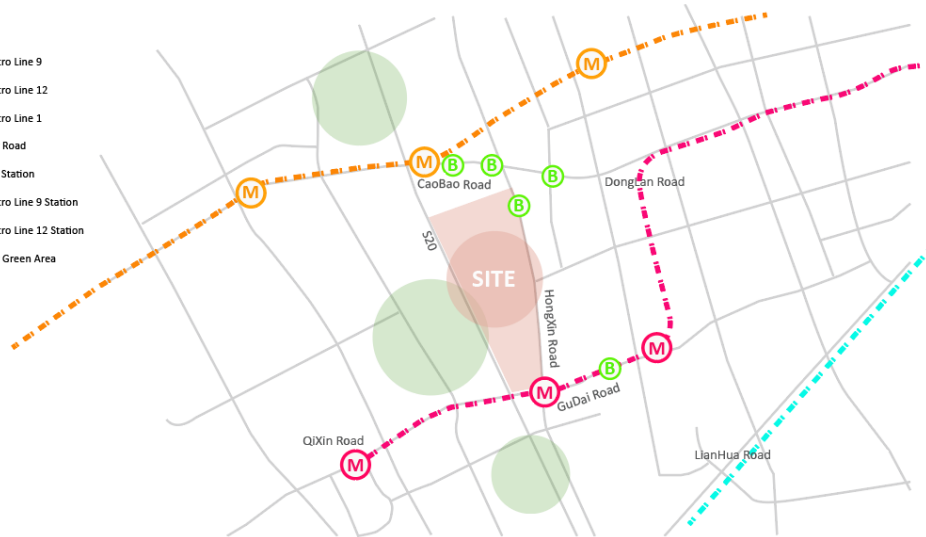 tro Line 9
tro Line 12
tro Line 1
Road
Station
tro Line 9 Station
tro Line 12 Station
Green Area
M
M
M
B
B
B
CaoBao Road
DongLan Road
B
S20
SITE
HongXin Road
M
B
M
GuDai Road
QiXin Road
M
LianHua Road